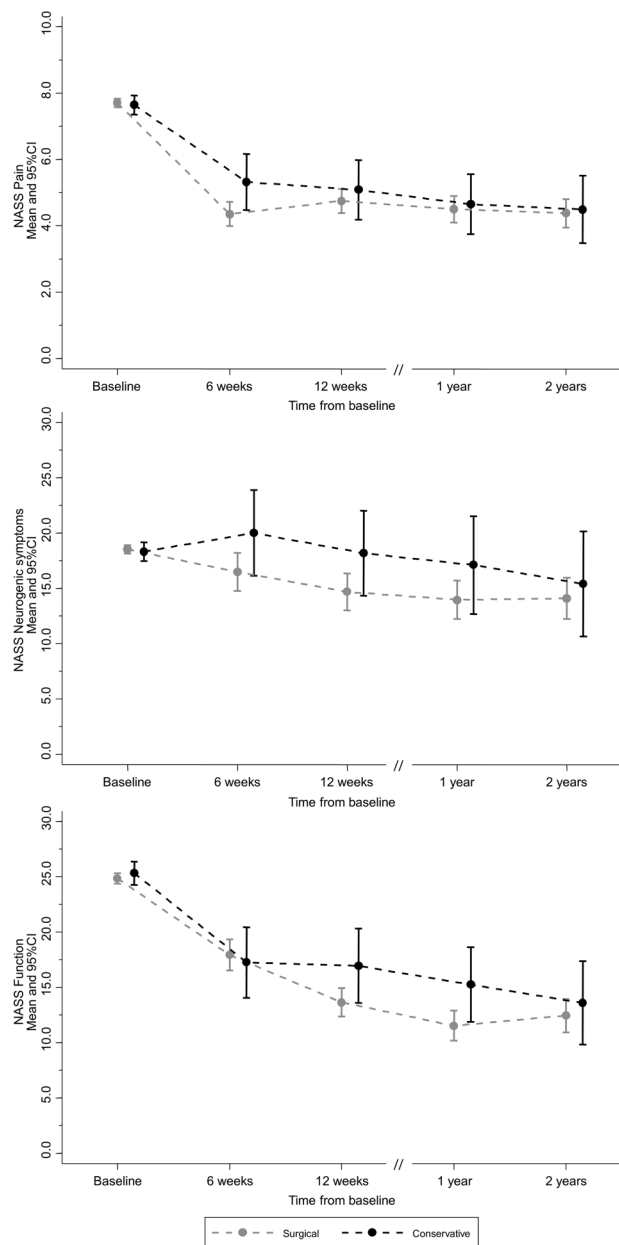 10.0
8.0
6.0
4.0
2.0
0.0
NASS Pain
Mean and 95%CI
Baseline
6 weeks
12 weeks
//
1 year
2 years
Time from baseline
30.0
25.0
20.0
15.0
10.0
5.0
0.0
NASS Neurogenic symptoms
Mean and 95%CI
Baseline
6 weeks
12 weeks
//
1 year
2 years
Time from baseline
30.0
25.0
20.0
15.0
10.0
5.0
0.0
NASS Function
Mean and 95%CI
Baseline
6 weeks
12 weeks
//
1 year
2 years
Time from baseline
Surgical
Conservative